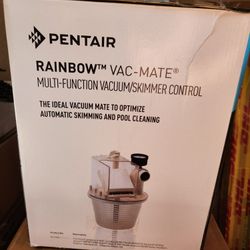 PENTAIR
RAINBOW™ VAC-MATE®
MULTI-FUNCTION VACUUM/SKIMMER CONTROL
THE IDEAL VACUUM MATE TO OPTIMIZE
AUTOMATIC SKIMMING AND POOL CLEANING